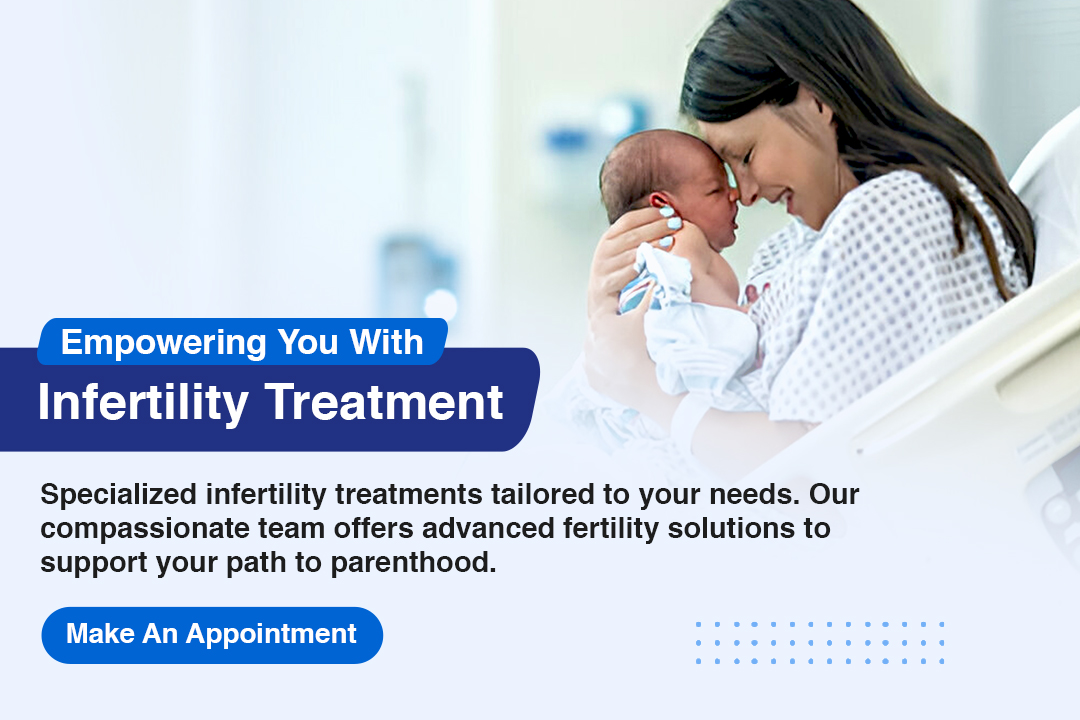 Empowering You With
Infertility Treatment
Specialized infertility treatments tailored to your needs. Our
compassionate team offers advanced fertility solutions to
support your path to parenthood.
Make An Appointment